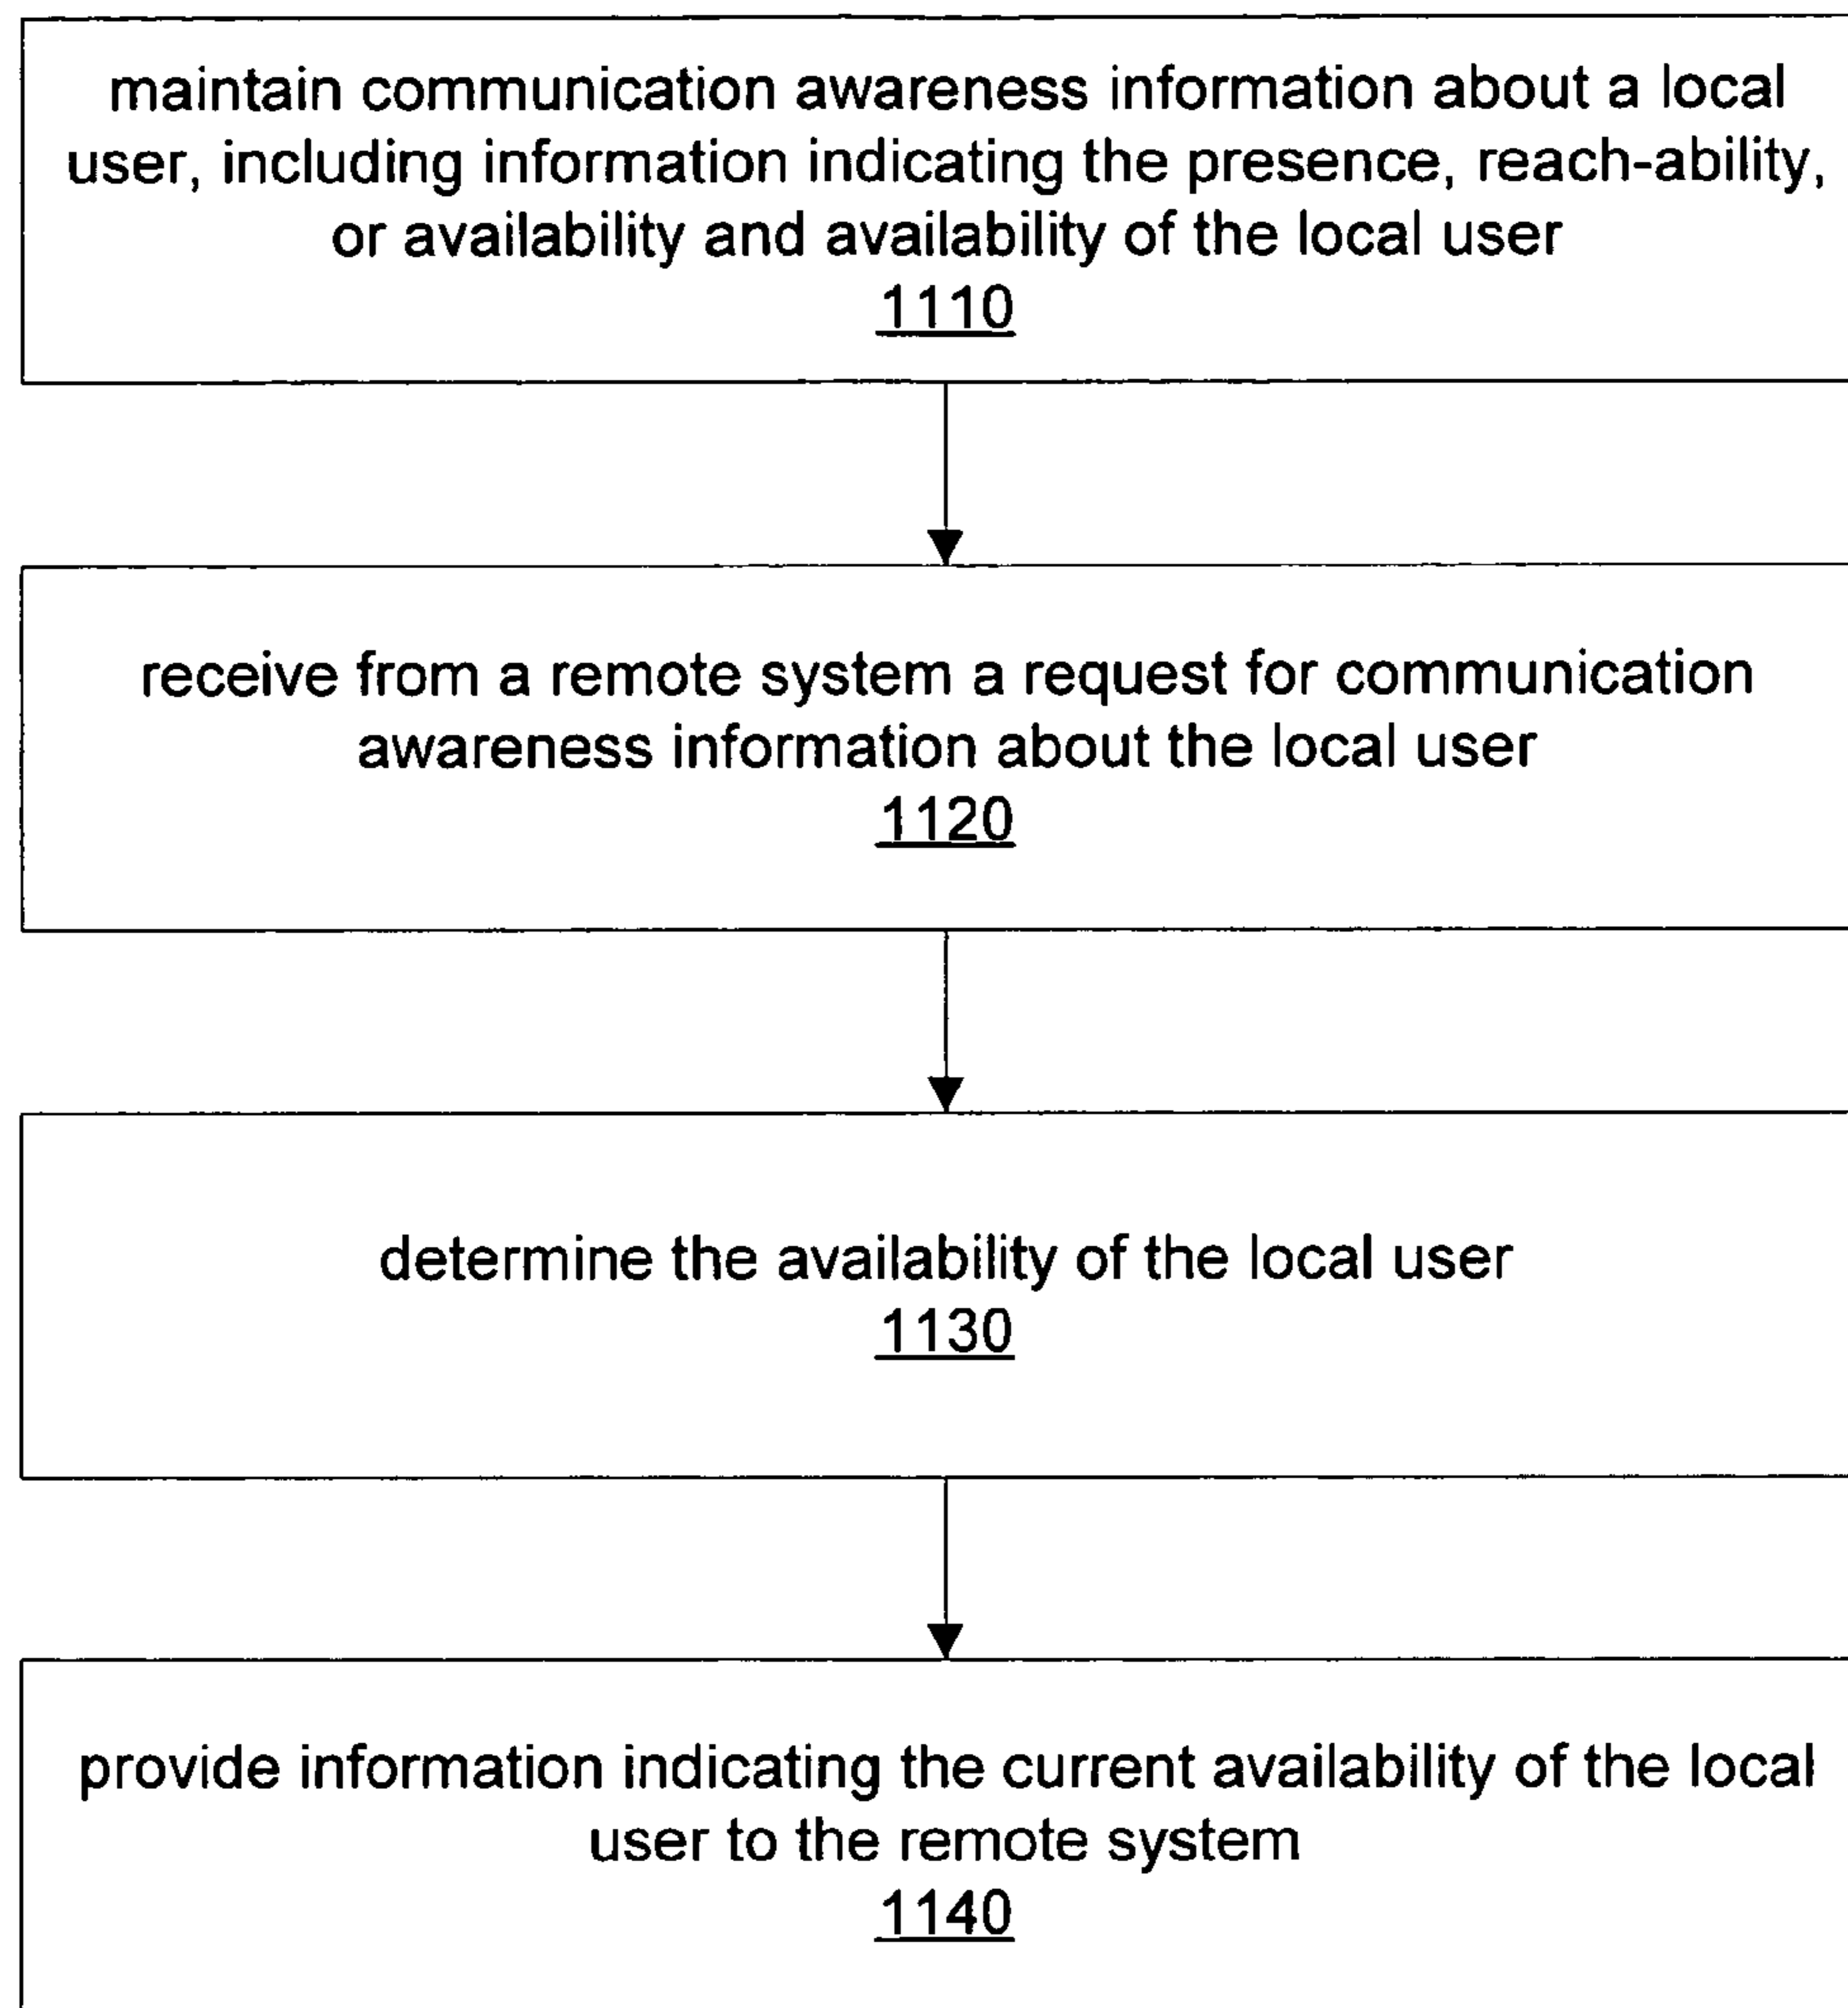 maintain communication awareness information about a local
user, including information indicating the presence, reach-ability,
or availability and availability of the local user
1110
receive from a remote system a request for communication
awareness information about the local user
1120
determine the availability of the local user
1130
provide information indicating the current availability of the local
user to the remote system
1140